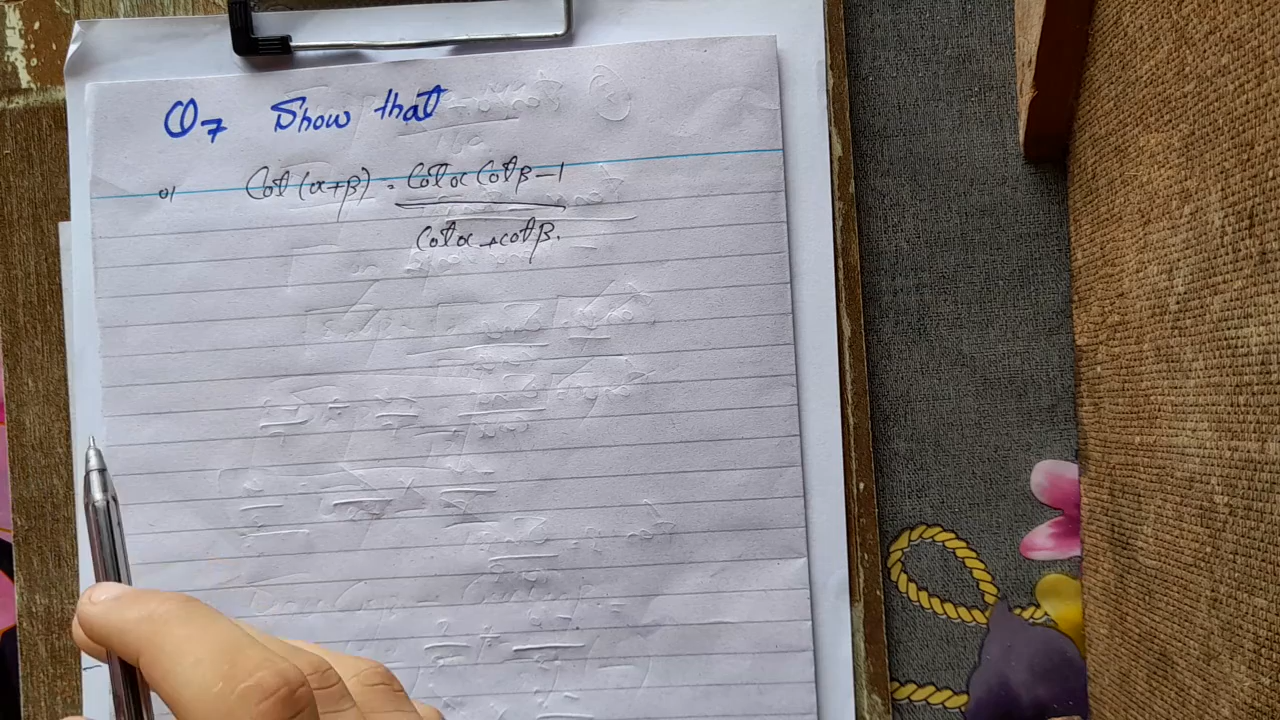 Q7 Show that
Cot (α+β) = Cotα Cotβ - 1
Cotα + cotβ.